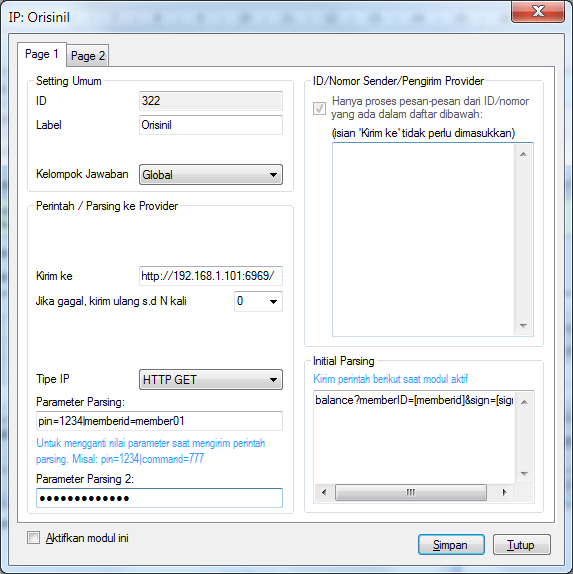 IP: Orisinil
Page 1
Page 2
Setting Umum
ID
322
Label
Orisinil
Kelompok Jawaban
Global
Perintah / Parsing ke Provider
Kirim ke
http://192.168.1.101:6969/
Jika gagal, kirim ulang s.d N kali
0
Tipe IP
HTTP GET
Parameter Parsing:
pin=1234|memberid=member01
Untuk mengganti nilai parameter saat mengirim perintah
parsing. Misal: pin=1234|command=777
Parameter Parsing 2:
•••••••••••••
ID/Nomor Sender/Pengirim Provider
Hanya proses pesan-pesan dari ID/nomor
yang ada dalam daftar dibawah:
(isian 'Kirim ke' tidak perlu dimasukkan)
Initial Parsing
Kirim perintah berikut saat modul aktif
balance?memberID=[memberid]&sign=[sign
Aktifkan modul ini
Simpan
Tutup